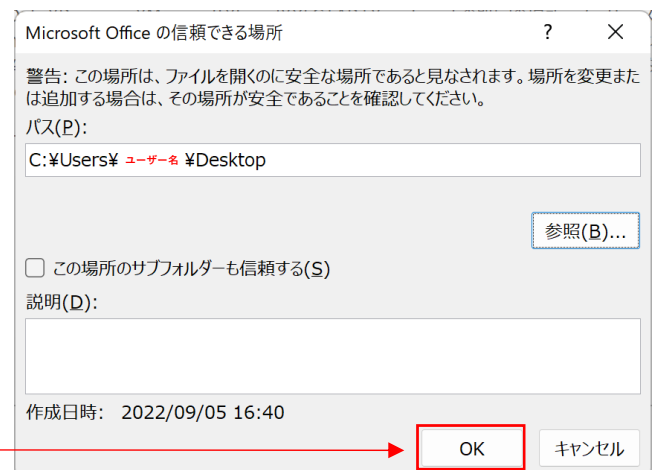 Microsoft Office の信頼できる場所 ? ×
警告: この場所は、ファイルを開くのに安全な場所であると見なされます。場所を変更また
は追加する場合は、その場所が安全であることを確認してください。
パス(P):
C:¥Users¥ ユーザー名 ¥Desktop
参照(B)...
この場所のサブフォルダーも信頼する(S)
説明(D):
作成日時: 2022/09/05 16:40
OK キャンセル